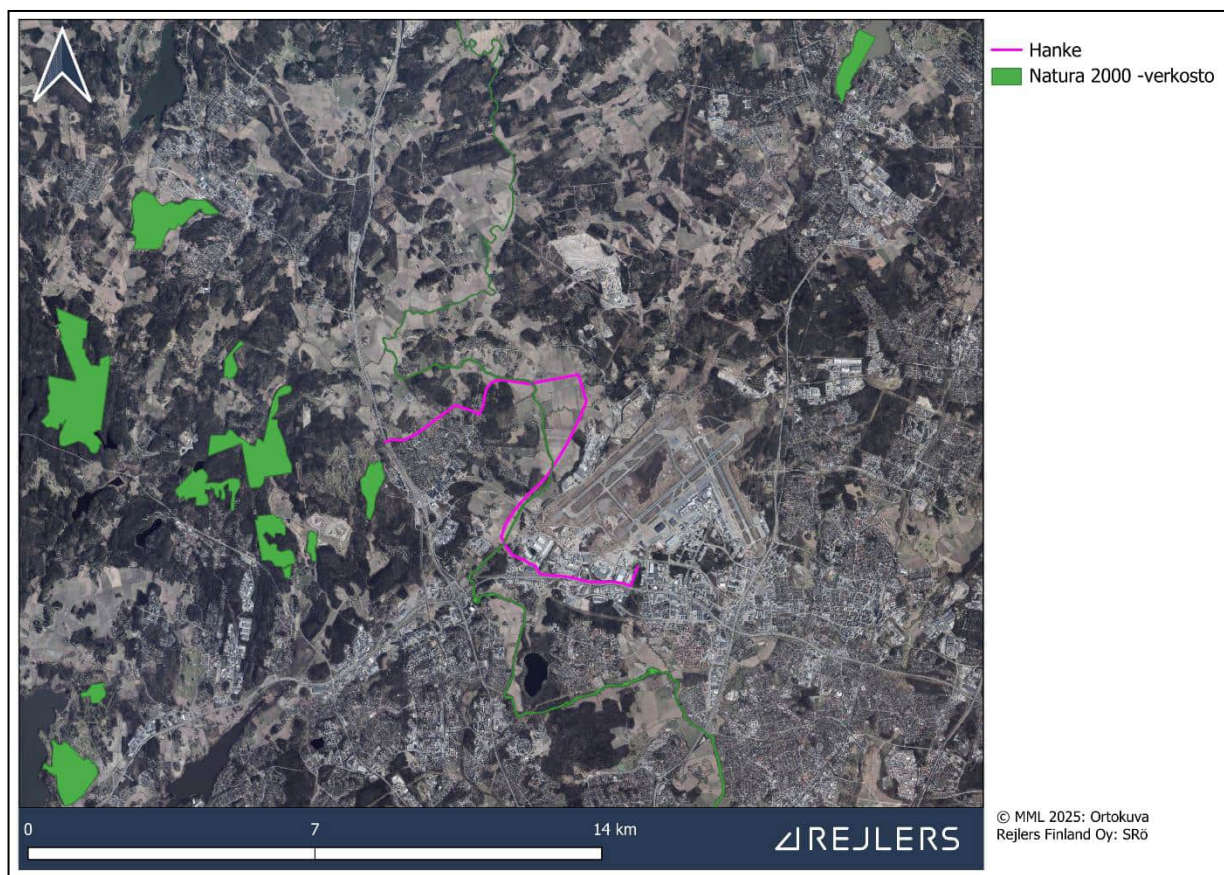 Hanke
Natura 2000 -verkosto
0 7 14 km
REJLERS
© MML 2025: Ortokuva
Rejlers Finland Oy: SRö